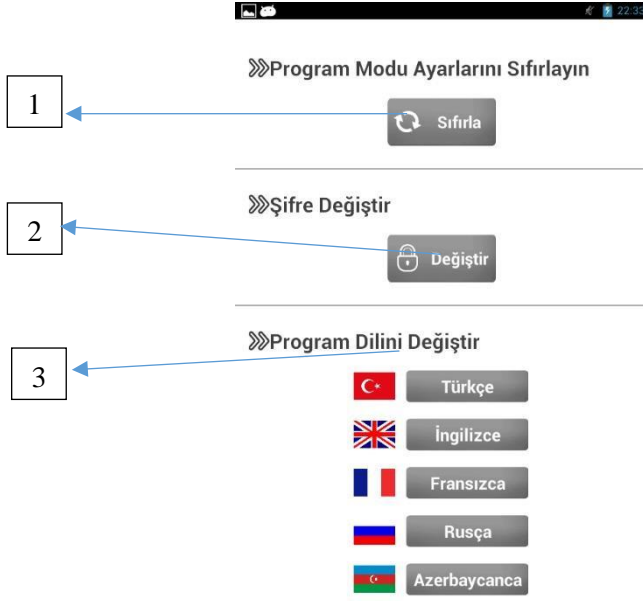 22:33
»Program Modu Ayarlarını Sıfırlayın
1
Sıfırla
»Şifre Değiştir
2
Değiştir
»Program Dilini Değiştir
3
Türkçe
İngilizce
Fransızca
Rusça
Azerbaycanca